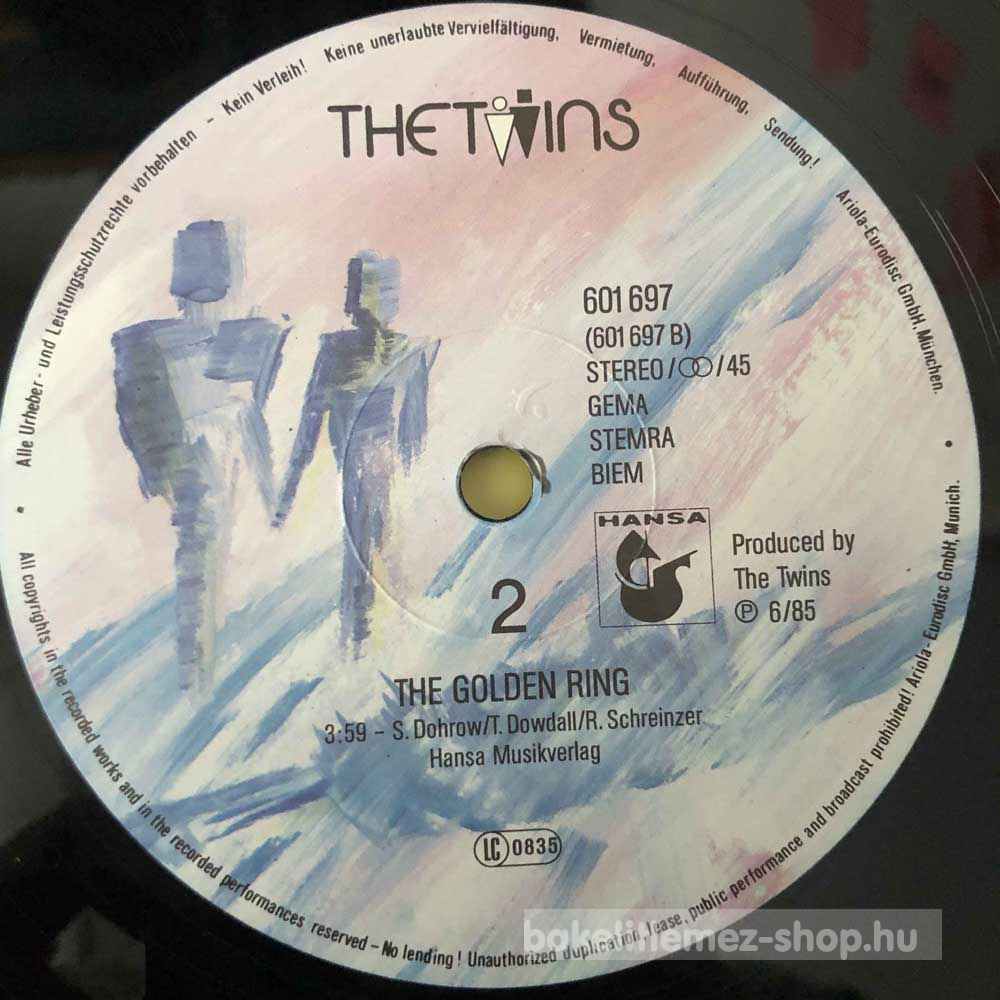 Alle Urheber- und Leistungsschutzrechte vorbehalten – Kein Verleih! Keine unerlaubte Vervielfältigung, Vermietung, Aufführung, Sendung! Ariola-Eurodisc GmbH, München.
THE TWINS
601 697
(601 697 B)
STEREO/ /45
GEMA
STEMRA
BIEM
HANSA
Produced by
The Twins
℗ 6/85
2
THE GOLDEN RING
3:59 – S. Dohrow/T. Dowdall/R. Schreinzer
Hansa Musikverlag
LC 0835
All copyrights in the recorded works and in the recorded performances reserved – No lending! Unauthorized duplication, lease, public performance and broadcast prohibited! Ariola-Eurodisc GmbH, Munich.
bakelitlemez-shop.hu